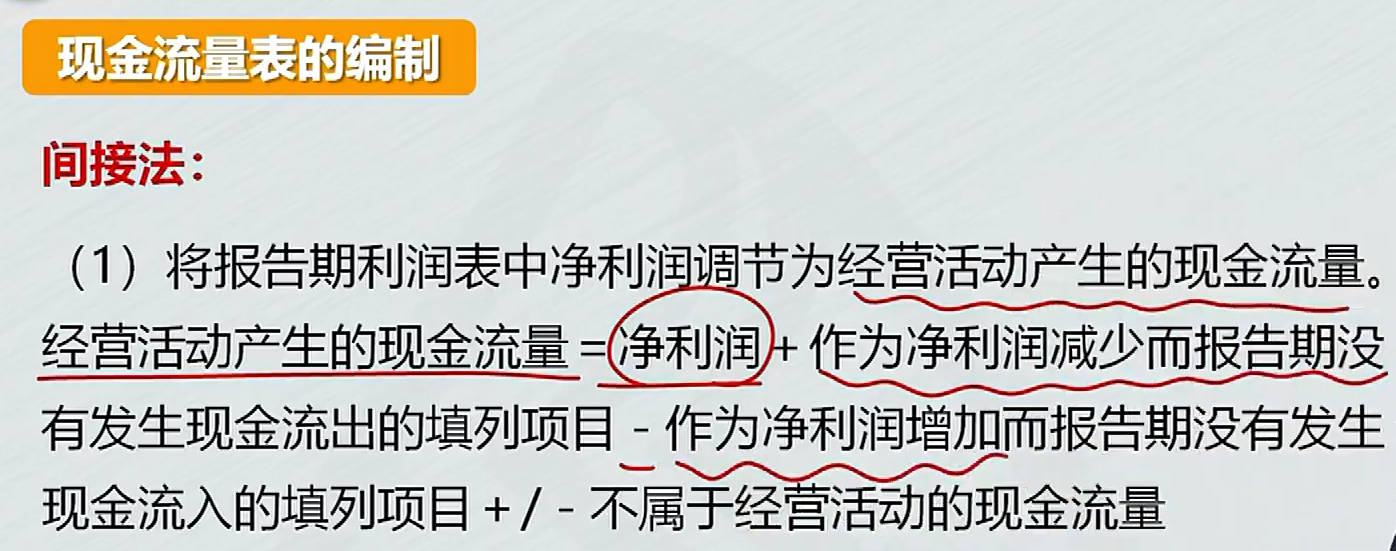 现金流量表的编制
间接法：
（1）将报告期利润表中净利润调节为经营活动产生的现金流量。
经营活动产生的现金流量 =净利润+ 作为净利润减少而报告期没
有发生现金流出的填列项目 - 作为净利润增加而报告期没有发生
现金流入的填列项目 + / - 不属于经营活动的现金流量